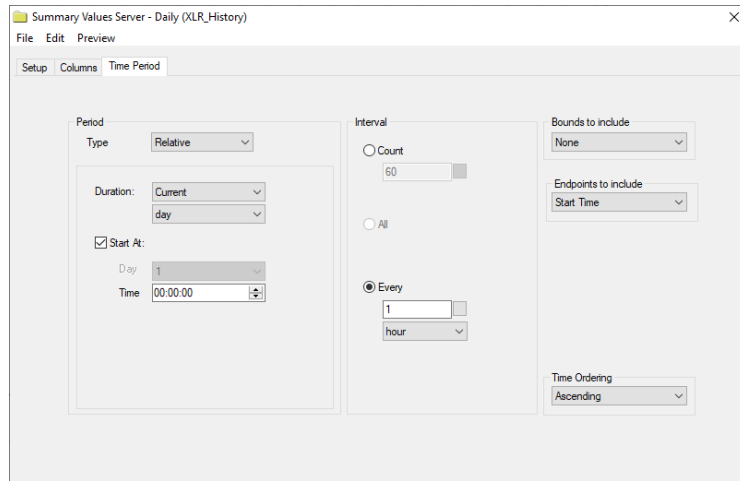 Summary Values Server - Daily (XLR_History)
File Edit Preview
Setup Columns Time Period
Period
Type Relative
Duration: Current
day
Start At:
Day 1
Time 00:00:00
Interval
Count
60
All
Every
1
hour
Bounds to include
None
Endpoints to include
Start Time
Time Ordering
Ascending